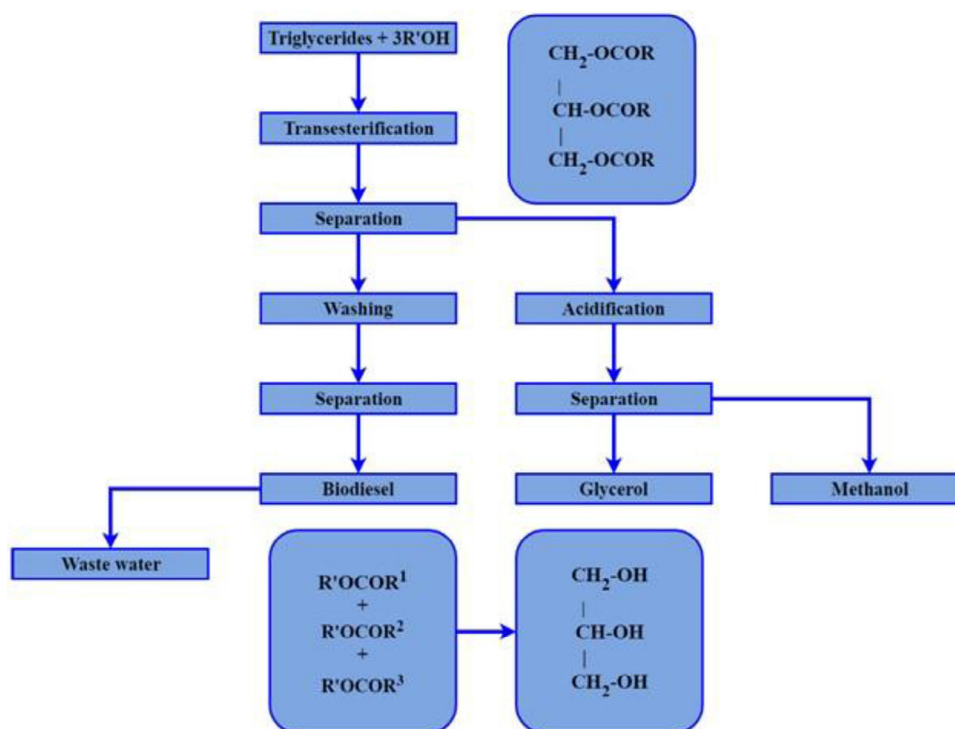 Triglycerides + 3R'OH
CH₂-OCOR
|
CH-OCOR
|
CH₂-OCOR
Transesterification
Separation
Washing
Acidification
Separation
Separation
Biodiesel
Glycerol
Methanol
Waste water
R'OCOR¹
+
R'OCOR²
+
R'OCOR³
CH₂-OH
|
CH-OH
|
CH₂-OH